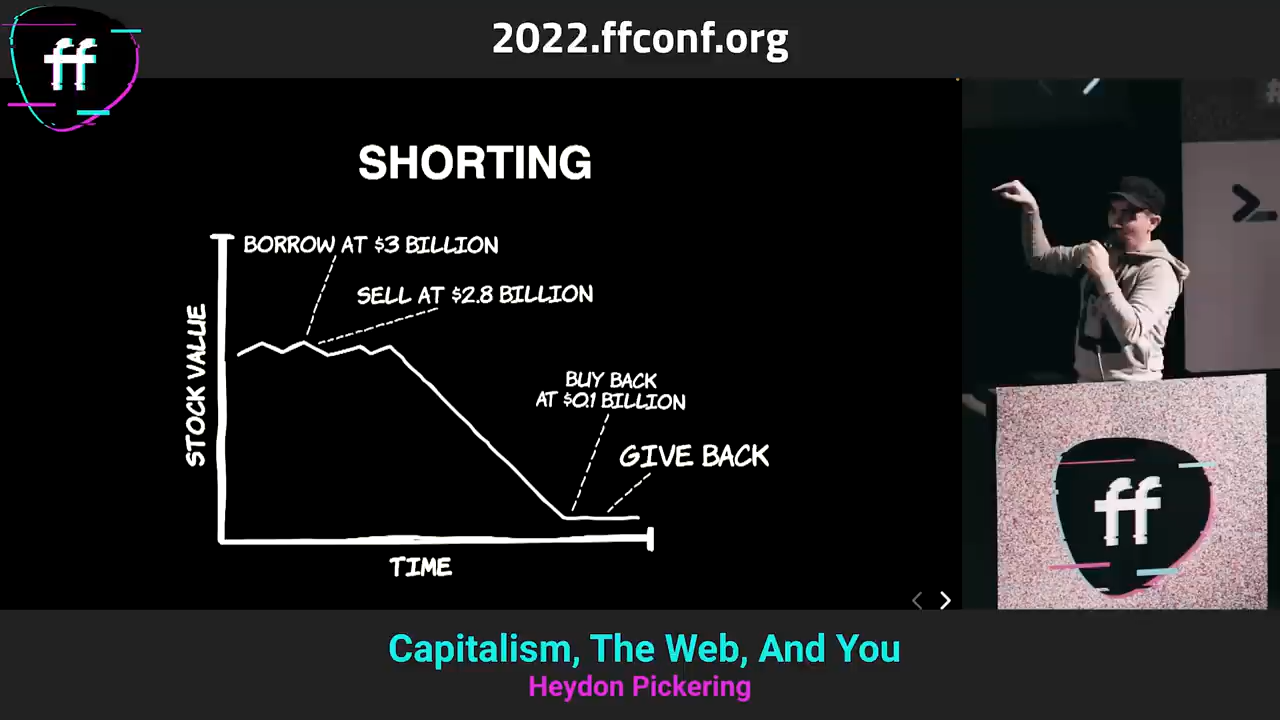 2022.ffconf.org
ff
SHORTING
BORROW AT $3 BILLION
SELL AT $2.8 BILLION
STOCK VALUE
BUY BACK
AT $0.1 BILLION
GIVE BACK
TIME
>_
ff
Capitalism, The Web, And You
Heydon Pickering